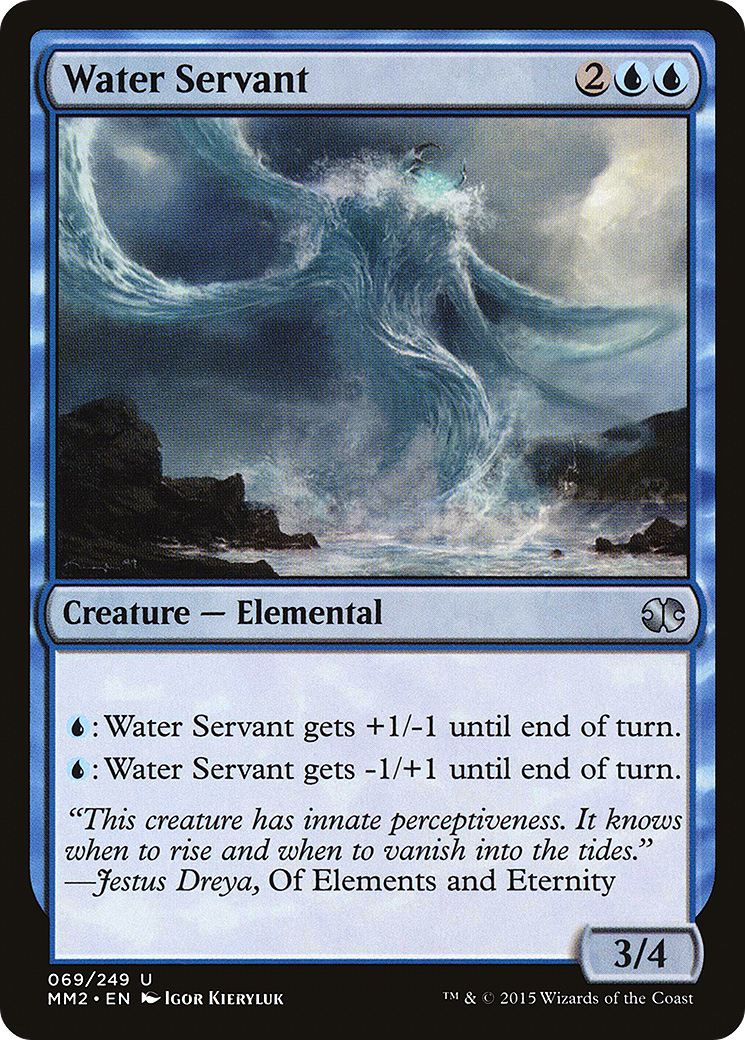 Water Servant 2
Creature — Elemental
: Water Servant gets +1/-1 until end of turn.
: Water Servant gets -1/+1 until end of turn.
“This creature has innate perceptiveness. It knows
when to rise and when to vanish into the tides.”
—Jestus Dreya, Of Elements and Eternity
3/4
069/249 U
MM2 • EN Igor Kieryluk
™ & © 2015 Wizards of the Coast